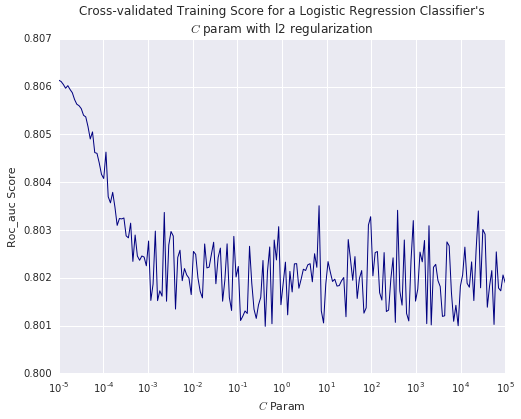 Cross-validated Training Score for a Logistic Regression Classifier's
C param with l2 regularization
0.807
0.806
0.805
0.804
0.803
0.802
0.801
0.800
Roc_auc Score
10^-5 10^-4 10^-3 10^-2 10^-1 10^0 10^1 10^2 10^3 10^4 10^5
C Param